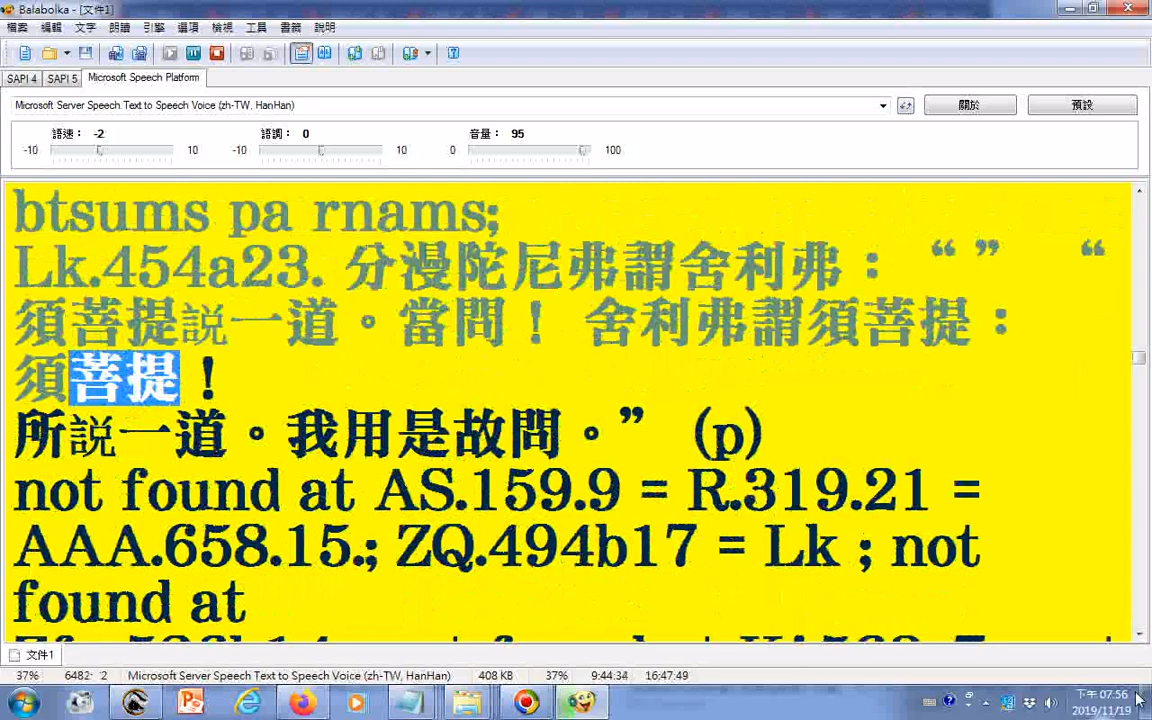 Balabolka - [文件1]
檔案 編輯 文字 朗讀 引擎 選項 檢視 工具 書籤 說明
SAPI 4 SAPI 5 Microsoft Speech Platform
Microsoft Server Speech Text to Speech Voice (zh-TW, HanHan) 關於 預設
語速： -2 語調： 0 音量： 95
-10 10 -10 10 0 100
btsums pa rnams;
Lk.454a23. 分漫陀尼弗謂舍利弗：“ ” “
須菩提説一道。當問！ 舍利弗謂須菩提：
須菩提！
所説一道。我用是故問。” (p)
not found at AS.159.9 = R.319.21 =
AAA.658.15.; ZQ.494b17 = Lk ; not
found at
文件1
37% 6482: 2 Microsoft Server Speech Text to Speech Voice (zh-TW, HanHan) 408 KB 37% 9:44:34 16:47:49
下午 07:56
2019/11/19